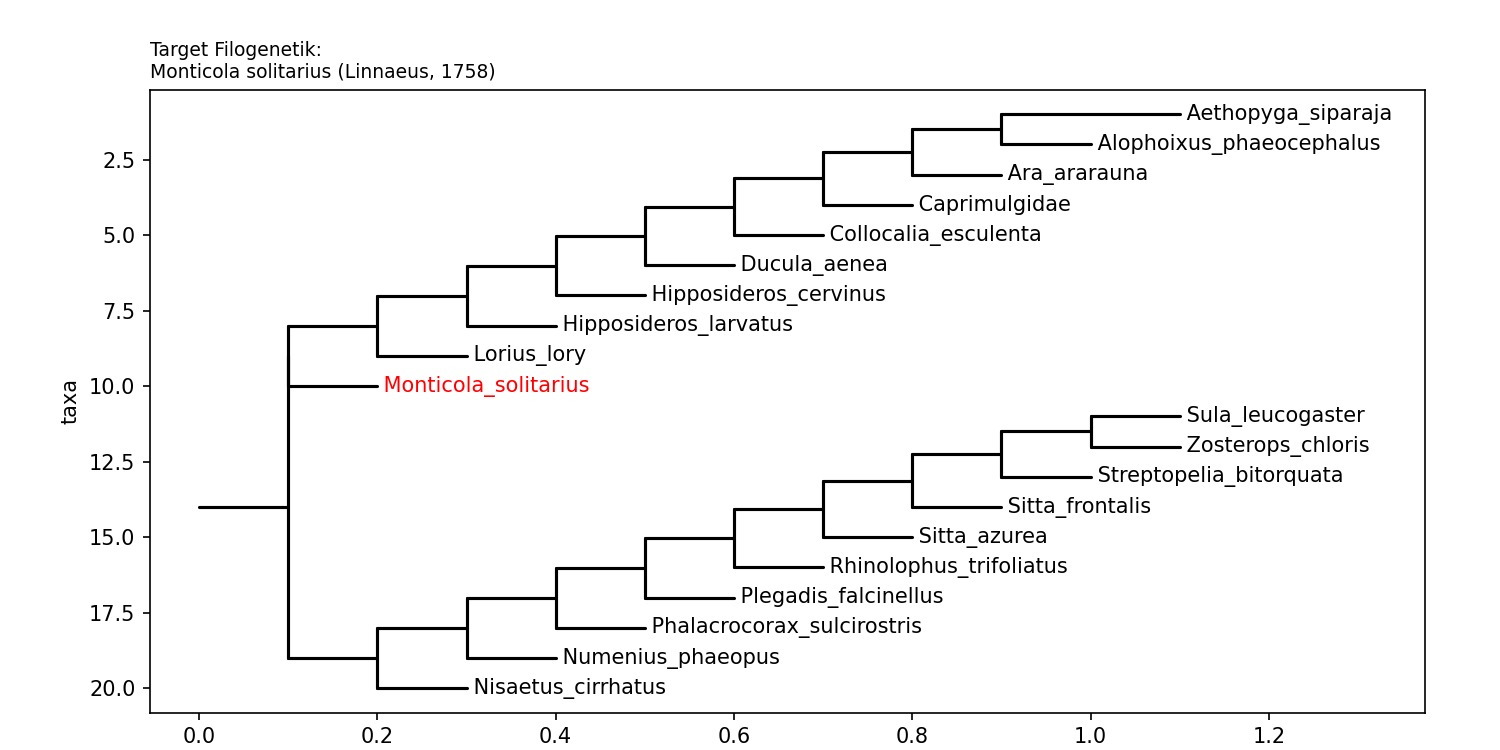 Target Filogenetik:
Monticola solitarius (Linnaeus, 1758)
Aethopyga_siparaja
Alophoixus_phaeocephalus
2.5
Ara_ararauna
Caprimulgidae
5.0
Collocalia_esculenta
Ducula_aenea
Hipposideros_cervinus
7.5
Hipposideros_larvatus
Lorius_lory
10.0
Monticola_solitarius
taxa
Sula_leucogaster
Zosterops_chloris
12.5
Streptopelia_bitorquata
Sitta_frontalis
15.0
Sitta_azurea
Rhinolophus_trifoliatus
Plegadis_falcinellus
17.5
Phalacrocorax_sulcirostris
Numenius_phaeopus
20.0
Nisaetus_cirrhatus
0.0 0.2 0.4 0.6 0.8 1.0 1.2